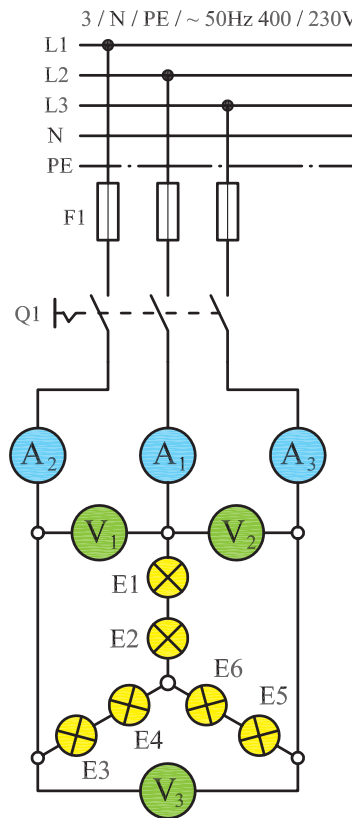 3 / N / PE / ~ 50Hz 400 / 230V
L1
L2
L3
N
PE
F1
Q1
A2 A1 A3
V1 V2
E1
E2
E6
E5
E4
E3
V3